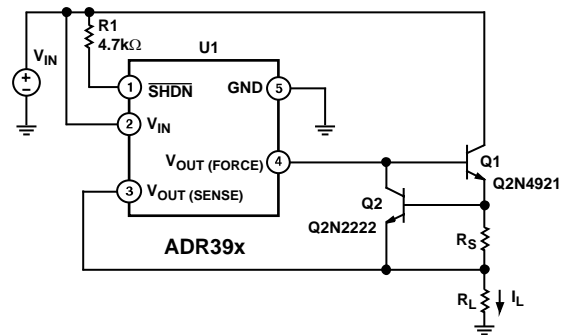 R1
4.7kΩ
U1
V_IN
+
–
1
SHDN
GND
5
2
V_IN
V_OUT (FORCE)
4
Q1
Q2N4921
3
V_OUT (SENSE)
Q2
Q2N2222
R_S
ADR39x
R_L
I_L